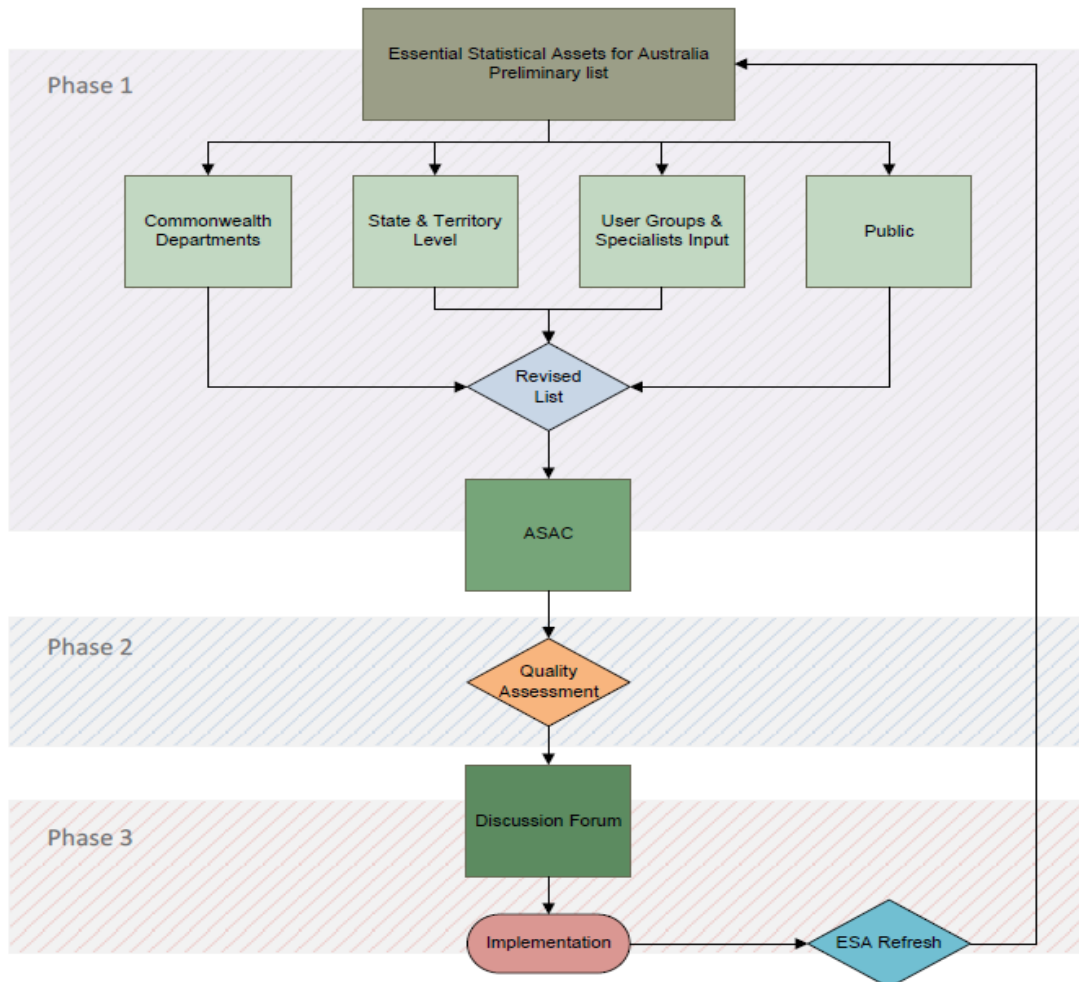 Essential Statistical Assets for Australia
Preliminary list
Phase 1
Commonwealth
Departments
State & Territory
Level
User Groups &
Specialists Input
Public
Revised
List
ASAC
Phase 2
Quality
Assessment
Discussion Forum
Phase 3
Implementation
ESA Refresh